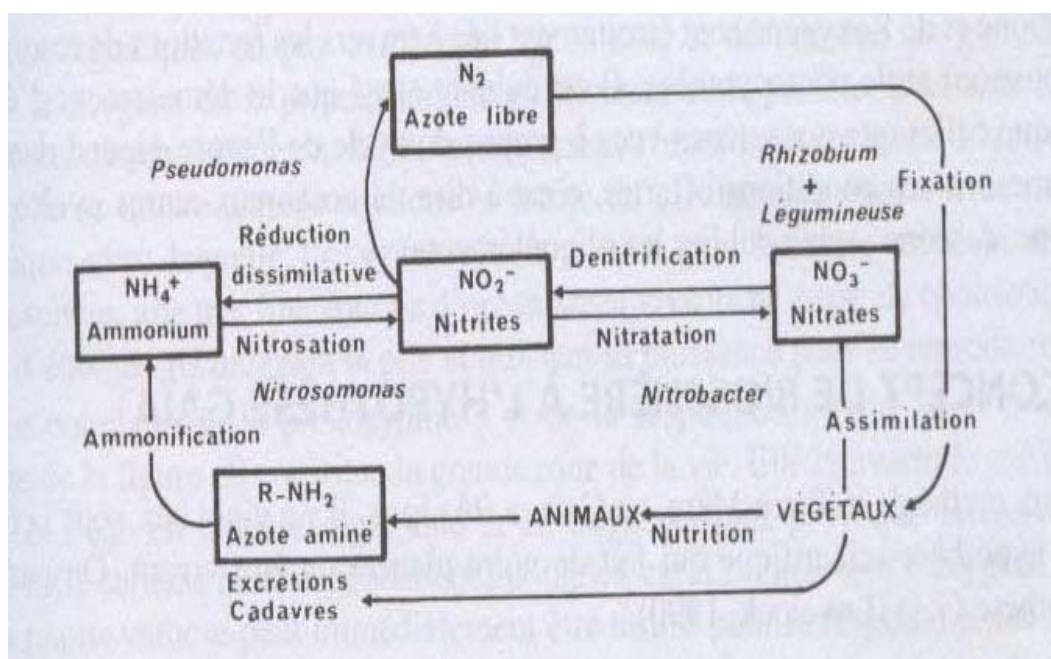 N₂
Azote libre
Pseudomonas
Rhizobium
+
Légumineuse
Fixation
Réduction
dissimilative
NH₄⁺
Ammonium
NO₂⁻
Nitrites
Denitrification
NO₃⁻
Nitrates
Nitrosation
Nitratation
Nitrosomonas
Nitrobacter
Ammonification
Assimilation
R-NH₂
Azote amine
ANIMAUX
VEGETAUX
Nutrition
Excrétions
Cadavres